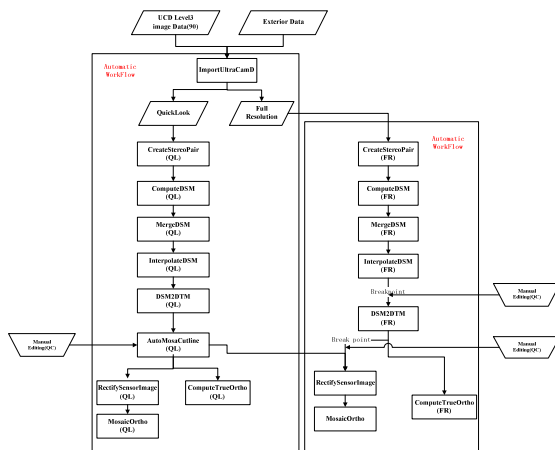 UCD Level3
image Data(90)
Exterior Data
Automatic
WorkFlow
ImportUltraCamD
QuickLook
Full
Resolution
Automatic
WorkFlow
CreateStereoPair
(QL)
CreateStereoPair
(FR)
ComputeDSM
(QL)
ComputeDSM
(FR)
MergeDSM
(QL)
MergeDSM
(FR)
InterpolateDSM
(QL)
InterpolateDSM
(FR)
Breakpoint
Manual
Editing(QC)
DSM2DTM
(QL)
DSM2DTM
(FR)
Manual
Editing(QC)
AutoMosaCutline
(QL)
Break point
Manual
Editing(QC)
RectifySensorImage
(QL)
ComputeTrueOrtho
(QL)
RectifySensorImage
MosaicOrtho
(QL)
MosaicOrtho
ComputeTrueOrtho
(FR)